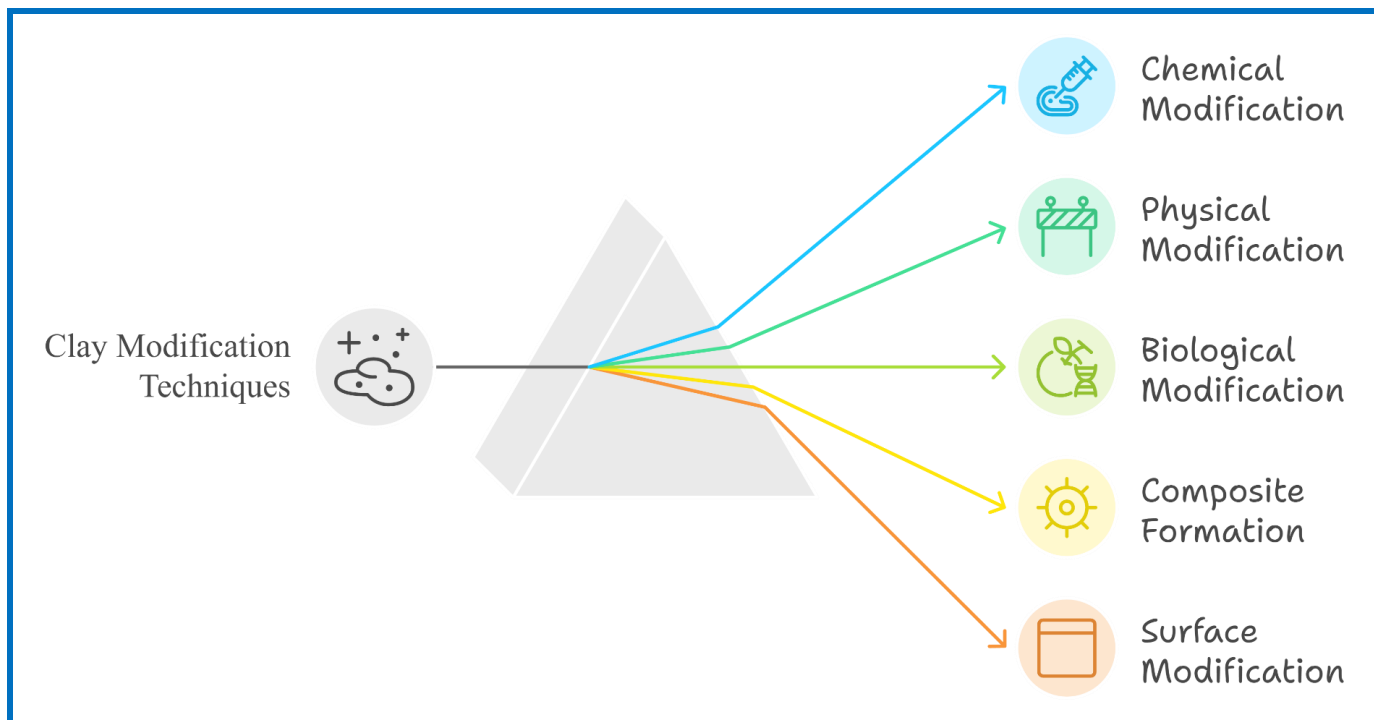 Clay Modification
Techniques
Chemical
Modification
Physical
Modification
Biological
Modification
Composite
Formation
Surface
Modification